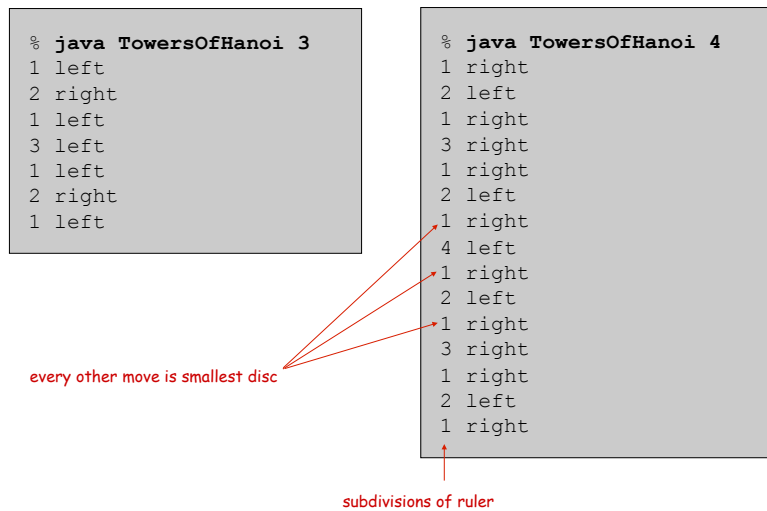 % java TowersOfHanoi 3
1 left
2 right
1 left
3 left
1 left
2 right
1 left
% java TowersOfHanoi 4
1 right
2 left
1 right
3 right
1 right
2 left
1 right
4 left
1 right
2 left
1 right
3 right
1 right
2 left
1 right
every other move is smallest disc
subdivisions of ruler